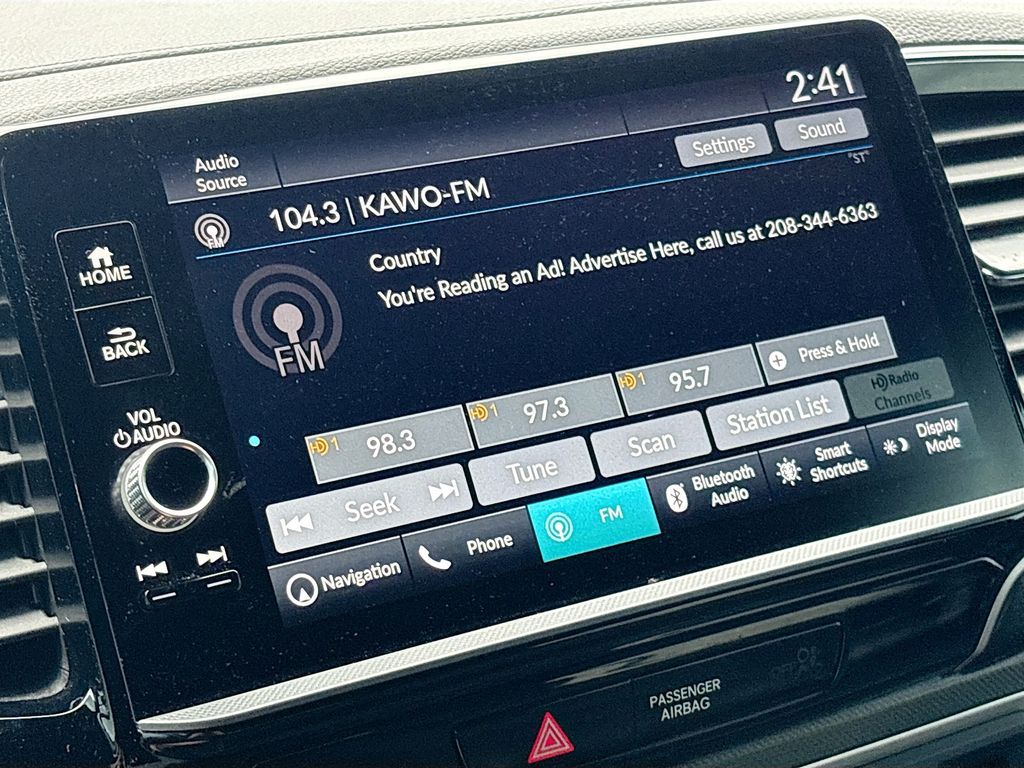 2:41
Audio
Source
Settings
Sound
FM
104.3 | KAWO-FM
"ST"
HOME
Country
You're Reading an Ad! Advertise Here, call us at 208-344-6363
FM
BACK
VOL
AUDIO
HD 1 98.3
HD 1 97.3
HD 1 95.7
Press & Hold
Seek
Tune
Scan
Station List
HD Radio
Channels
Navigation
Phone
FM
Bluetooth
Audio
Smart
Shortcuts
Display
Mode
PASSENGER
AIRBAG